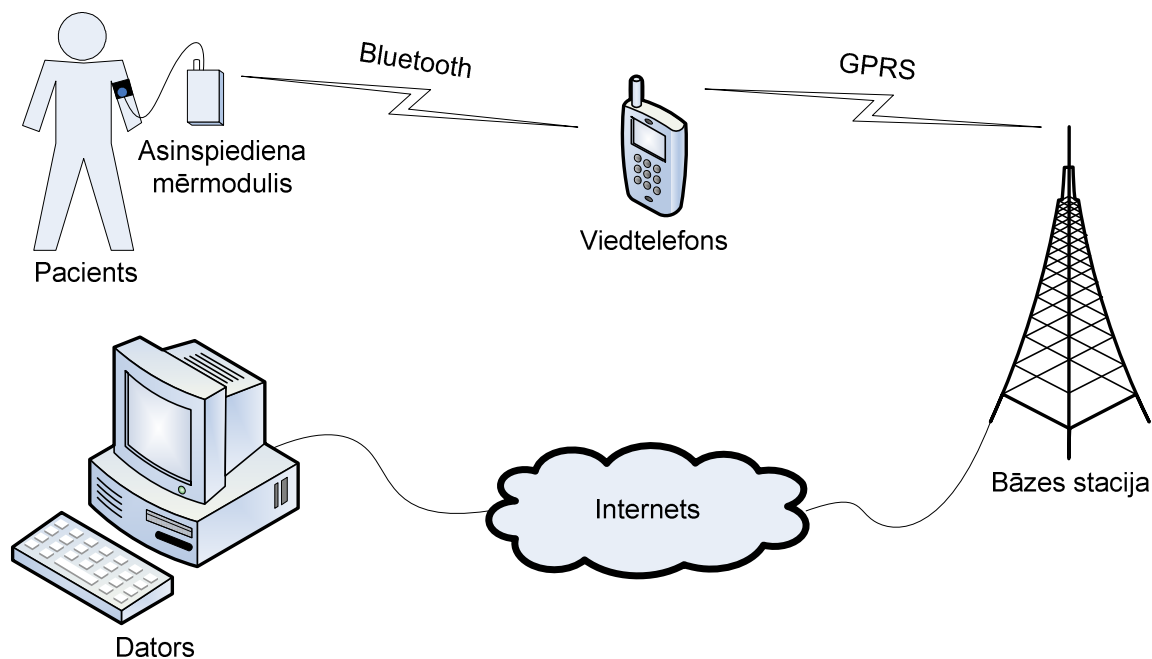 Bluetooth
GPRS
Asinspiediena
mērmodulis
Viedtelefons
Pacients
Bāzes stacija
Internets
Dators